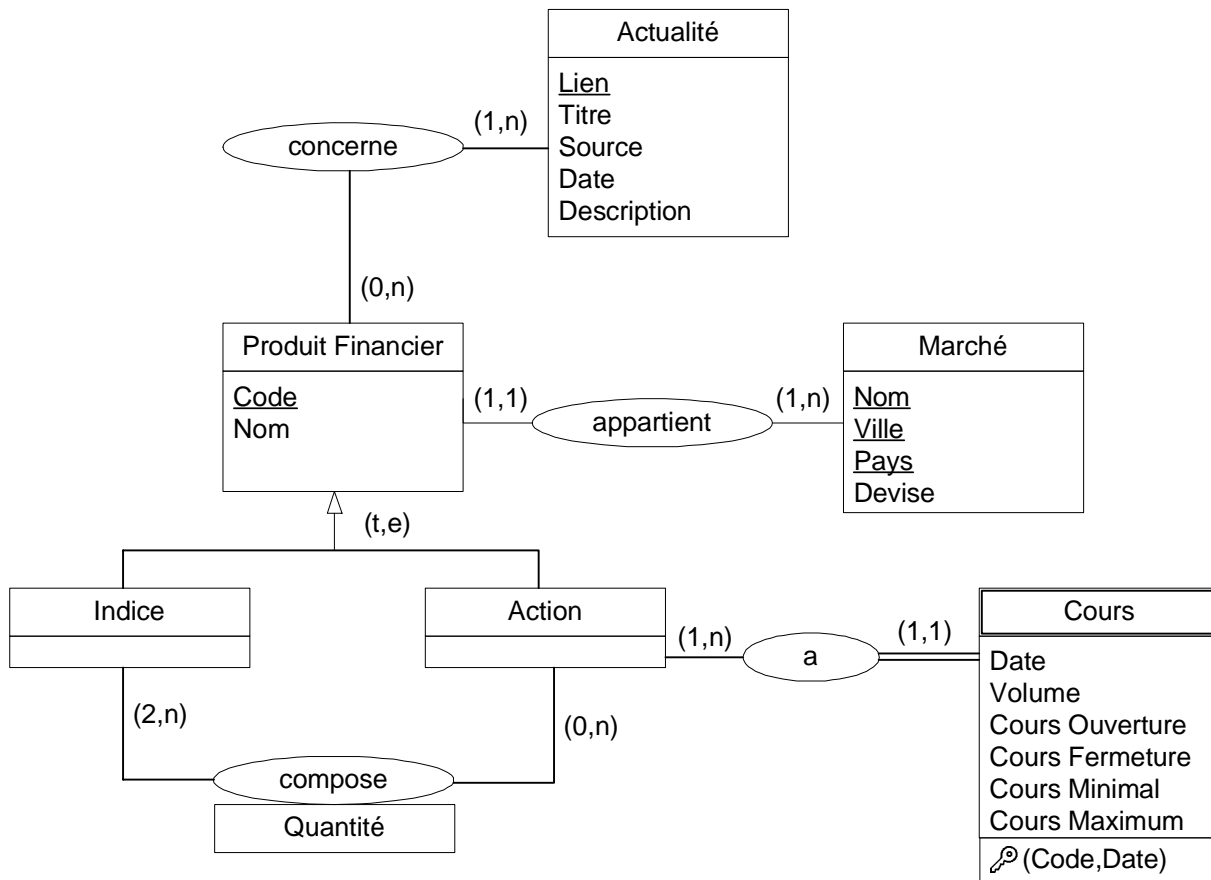 Actualité
Lien
Titre
Source
Date
Description
(1,n)
concerne
(0,n)
Produit Financier
Code
Nom
(1,1)
appartient
(1,n)
Marché
Nom
Ville
Pays
Devise
(t,e)
Indice
Action
(1,n)
a
(1,1)
Cours
Date
Volume
Cours Ouverture
Cours Fermeture
Cours Minimal
Cours Maximum
(Code,Date)
(2,n)
(0,n)
compose
Quantité